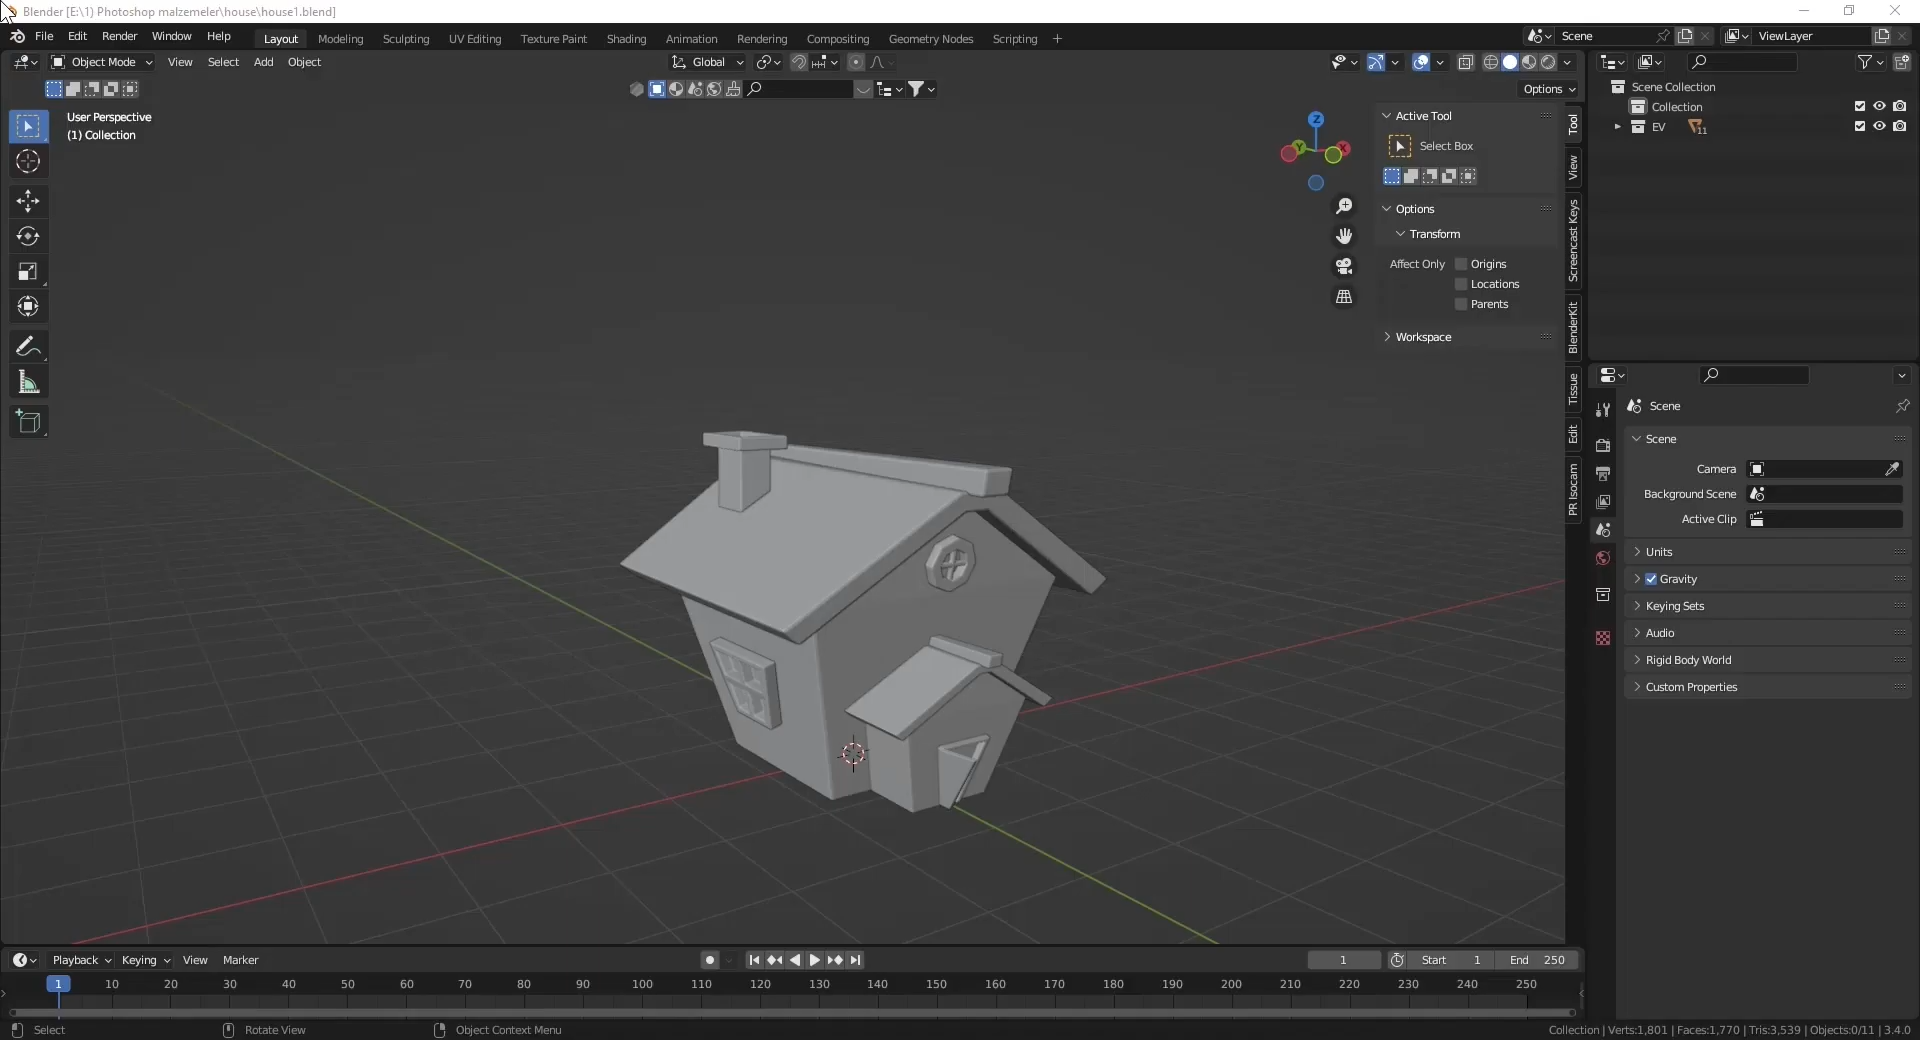 Blender [E:\1) Photoshop malzemeler\house\house1.blend]
File Edit Render Window Help Layout Modeling Sculpting UV Editing Texture Paint Shading Animation Rendering Compositing Geometry Nodes Scripting + Scene ViewLayer
Object Mode View Select Add Object Global
Options
User Perspective
(1) Collection
Z
Y
X
Active Tool
Select Box
Options
Transform
Affect Only Origins
Locations
Parents
Workspace
Tool
View
Screencast Keys
BlenderKit
Tissue
Edit
PR Isocam
Scene Collection
Collection
EV 11
Scene
Scene
Camera
Background Scene
Active Clip
Units
Gravity
Keying Sets
Audio
Rigid Body World
Custom Properties
Playback Keying View Marker 1 Start 1 End 250
1 10 20 30 40 50 60 70 80 90 100 110 120 130 140 150 160 170 180 190 200 210 220 230 240 250
Select Rotate View Object Context Menu Collection | Verts:1,801 | Faces:1,770 | Tris:3,539 | Objects:0/11 | 3.4.0